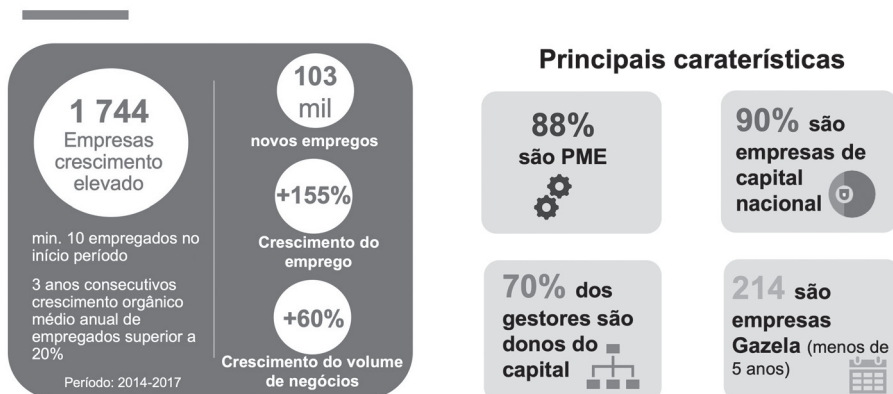 1 744
Empresas
crescimento
elevado
min. 10 empregados no
início período
3 anos consecutivos
crescimento orgânico
médio anual de
empregados superior a
20%
Período: 2014-2017
103
mil
novos empregos
+155%
Crescimento do
emprego
+60%
Crescimento do volume
de negócios
Principais caraterísticas
88%
são PME
90% são
empresas de
capital
nacional
70% dos
gestores são
donos do
capital
214 são
empresas
Gazela (menos de
5 anos)